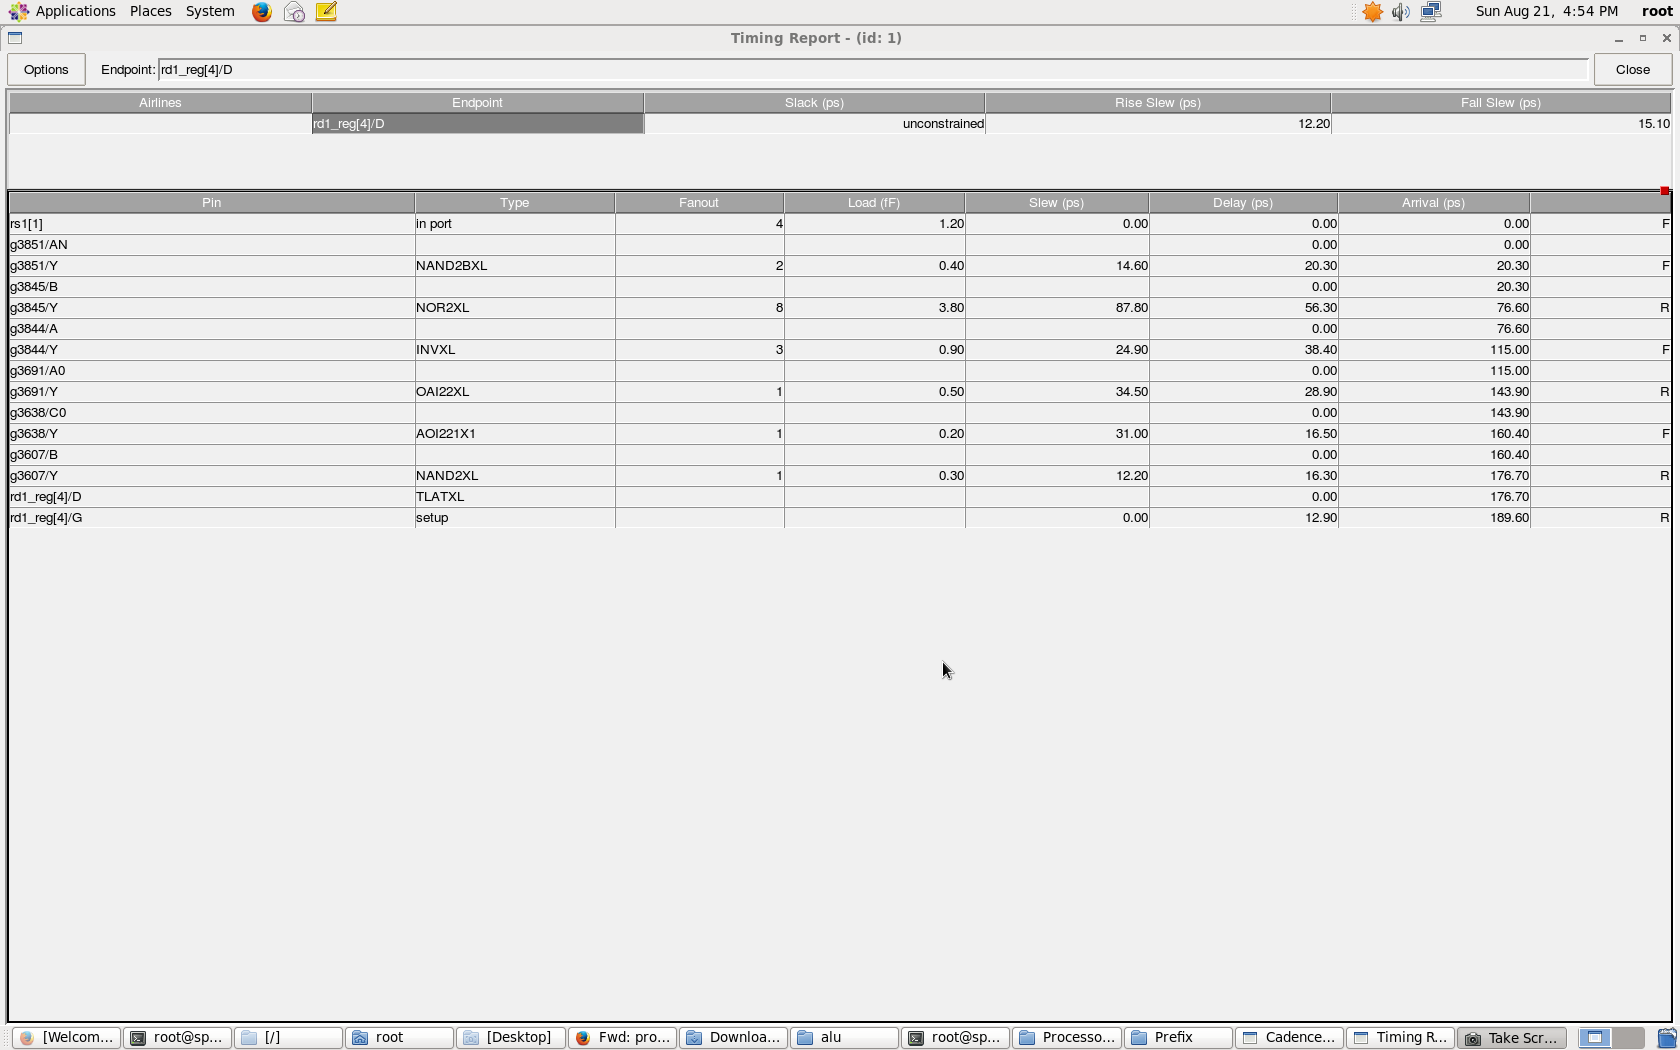 Applications Places System Sun Aug 21, 4:54 PM root
Timing Report - (id: 1)
Options Endpoint: rd1_reg[4]/D Close
Airlines Endpoint Slack (ps) Rise Slew (ps) Fall Slew (ps)
rd1_reg[4]/D unconstrained 12.20 15.10
Pin Type Fanout Load (fF) Slew (ps) Delay (ps) Arrival (ps)
rs1[1] in port 4 1.20 0.00 0.00 0.00 F
g3851/AN 0.00 0.00
g3851/Y NAND2BXL 2 0.40 14.60 20.30 20.30 F
g3845/B 0.00 20.30
g3845/Y NOR2XL 8 3.80 87.80 56.30 76.60 R
g3844/A 0.00 76.60
g3844/Y INVXL 3 0.90 24.90 38.40 115.00 F
g3691/A0 0.00 115.00
g3691/Y OAI22XL 1 0.50 34.50 28.90 143.90 R
g3638/C0 0.00 143.90
g3638/Y AOI221X1 1 0.20 31.00 16.50 160.40 F
g3607/B 0.00 160.40
g3607/Y NAND2XL 1 0.30 12.20 16.30 176.70 R
rd1_reg[4]/D TLATXL 0.00 176.70
rd1_reg[4]/G setup 0.00 12.90 189.60 R
[Welcom... root@sp... [/] root [Desktop] Fwd: pro... Downloa... alu root@sp... Processo... Prefix Cadence... Timing R... Take Scr...